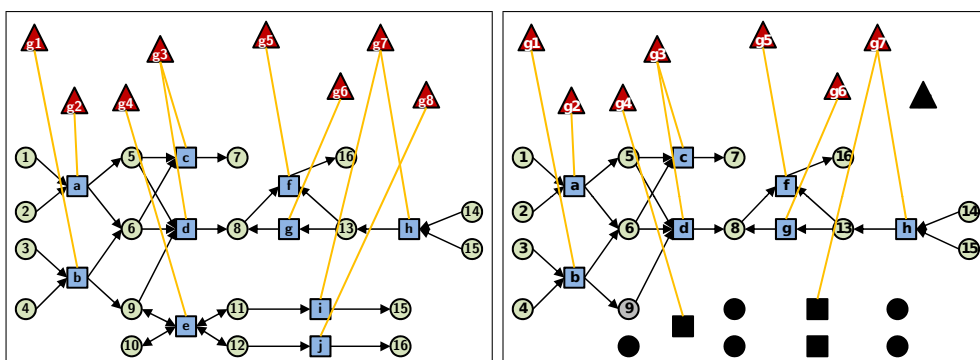 g1 g3 g5 g7
g2 g4 g6 g8
1 5 c 7 16
a f
2 6 d 8 g 13 h 14
3 15
b
4 9 11 i 15
e
10 12 j 16
g1 g3 g5 g7
g2 g4 g6
1 5 c 7 16
a f
2 6 d 8 g 13 h 14
3 15
b
4 9